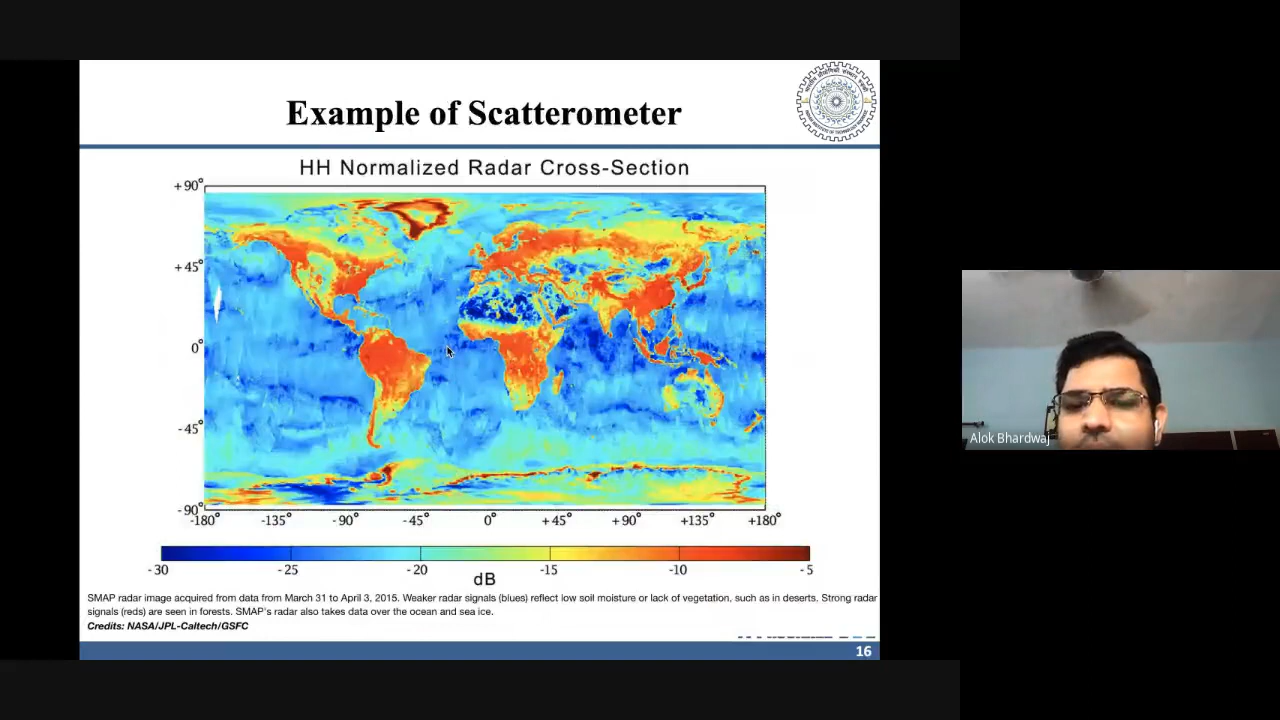 Example of Scatterometer
HH Normalized Radar Cross-Section
+90°
+45°
0°
-45°
-90°
-180° -135° -90° -45° 0° +45° +90° +135° +180°
-30 -25 -20 -15 -10 -5
dB
SMAP radar image acquired from data from March 31 to April 3, 2015. Weaker radar signals (blues) reflect low soil moisture or lack of vegetation, such as in deserts. Strong radar
signals (reds) are seen in forests. SMAP's radar also takes data over the ocean and sea ice.
Credits: NASA/JPL-Caltech/GSFC
16
Alok Bhardwaj